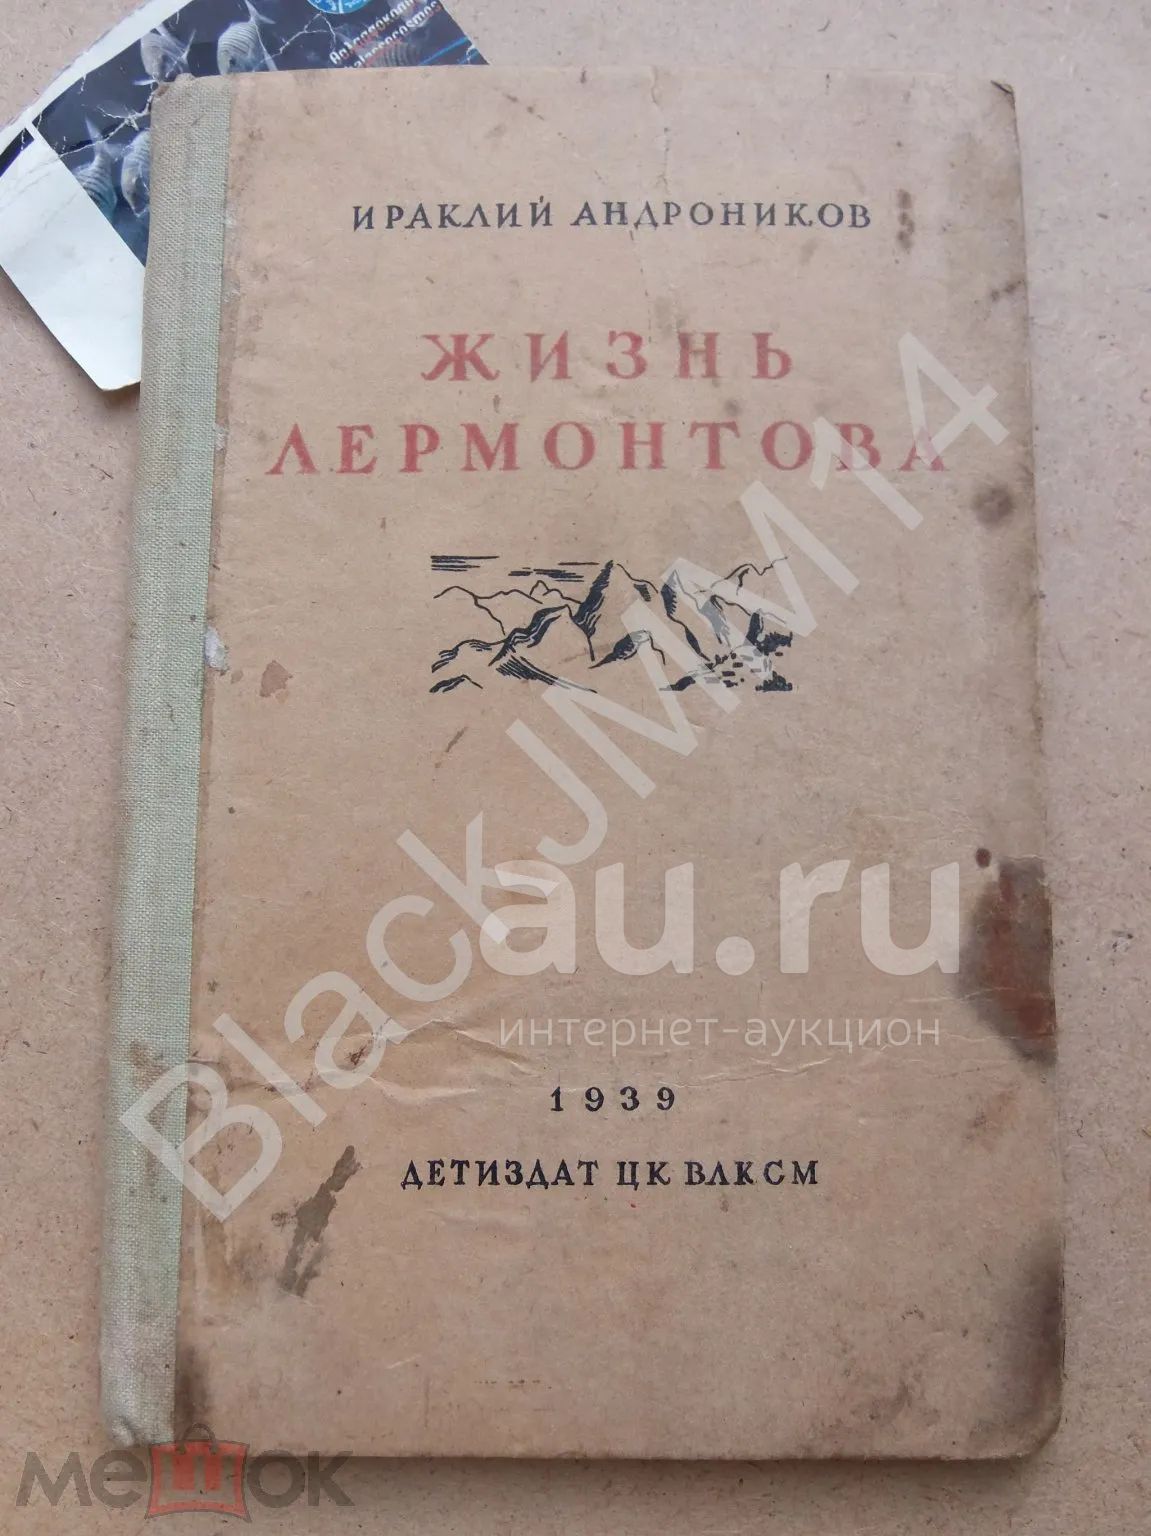 ИРАКЛИЙ АНДРОНИКОВ
ЖИЗНЬ
ЛЕРМОНТОВА
BlackJMM14
au.ru
интернет-аукцион
1939
ДЕТИЗДАТ ЦК ВЛКСМ
мешок